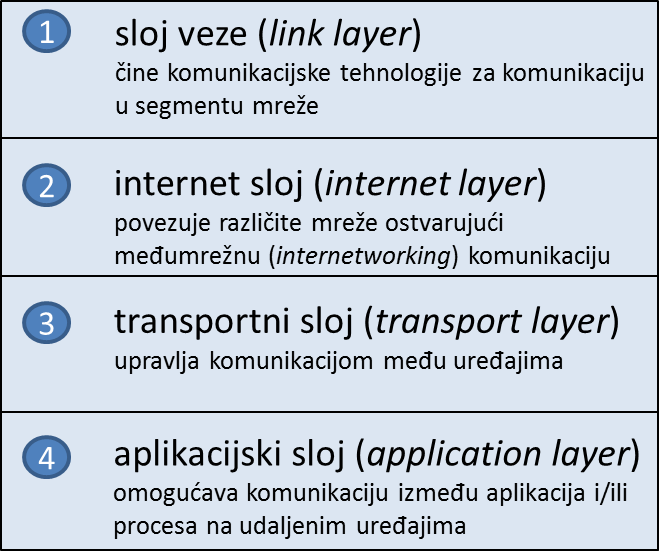 1
sloj veze (link layer)
čine komunikacijske tehnologije za komunikaciju
u segmentu mreže
2
internet sloj (internet layer)
povezuje različite mreže ostvarujući
međumrežnu (internetworking) komunikaciju
3
transportni sloj (transport layer)
upravlja komunikacijom među uređajima
4
aplikacijski sloj (application layer)
omogućava komunikaciju između aplikacija i/ili
procesa na udaljenim uređajima